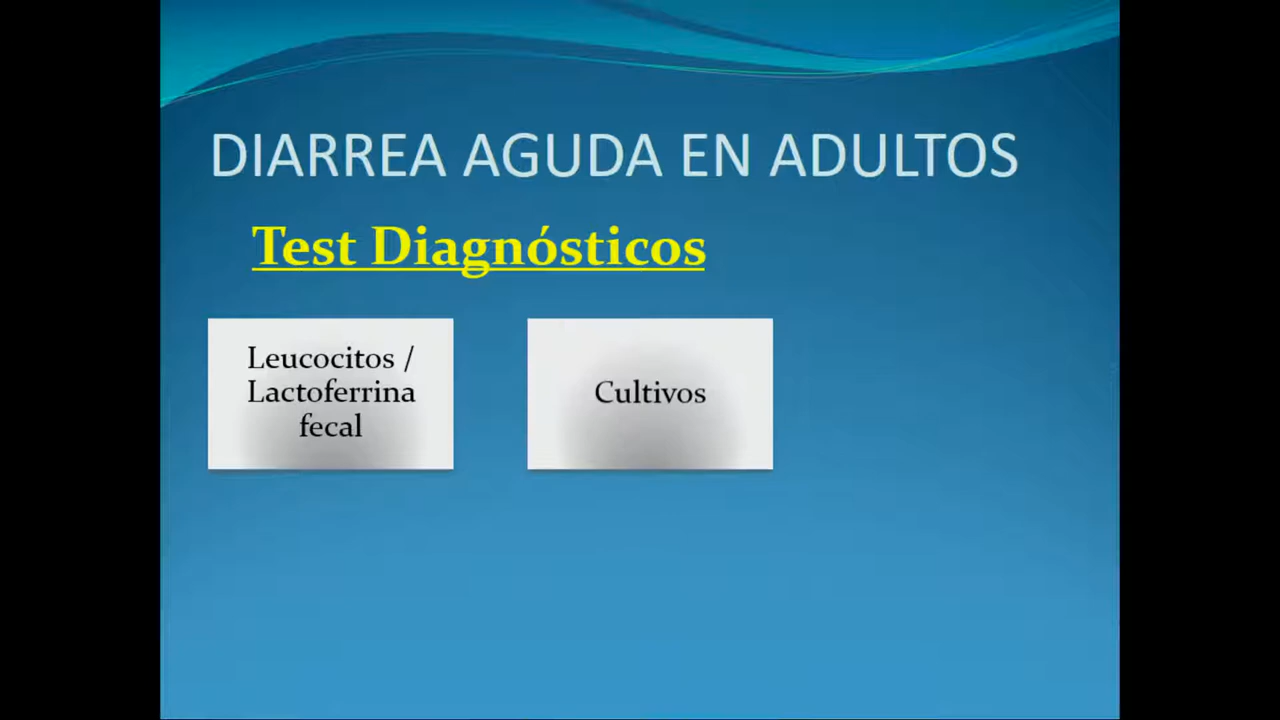 DIARREA AGUDA EN ADULTOS
Test Diagnósticos
Leucocitos /
Lactoferrina
fecal
Cultivos